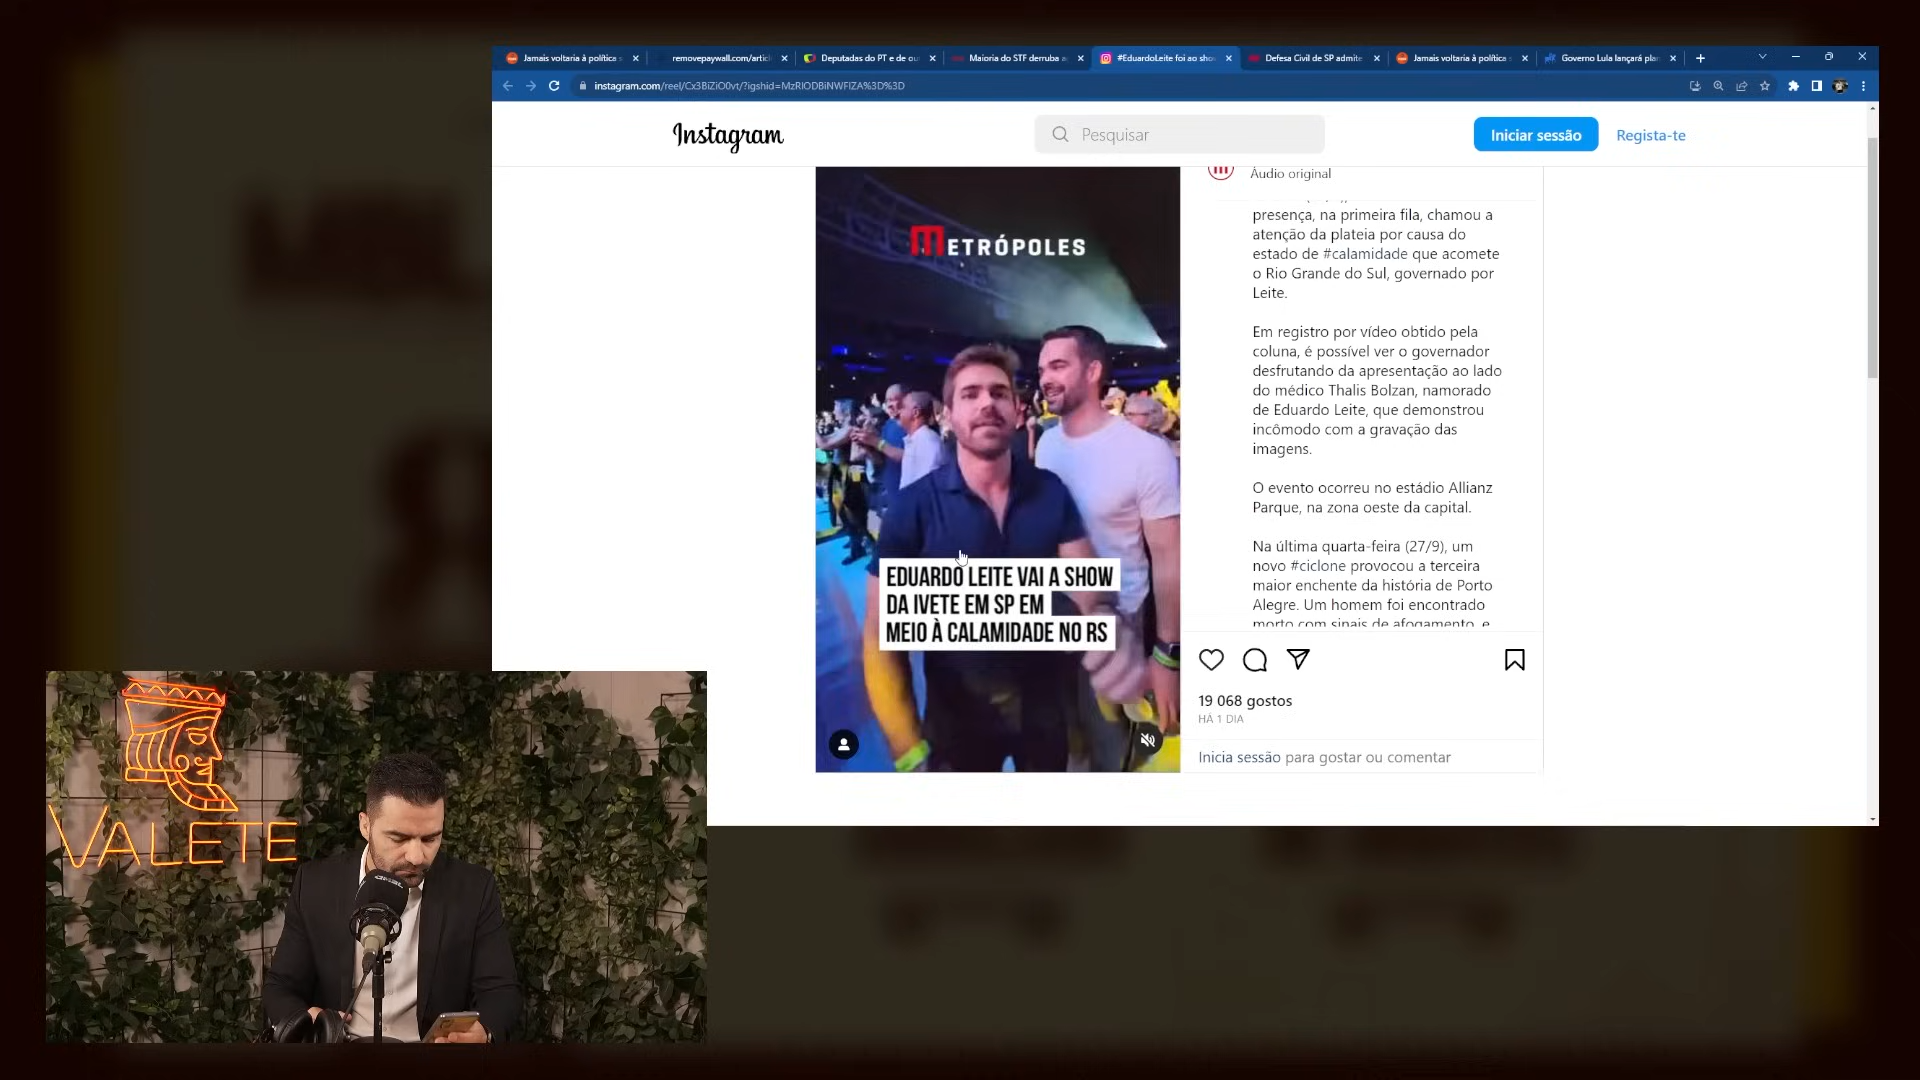 Jamais voltaria à política
removepaywall.com/artic
Deputadas do PT e de ou
Maioria do STF derruba
#EduardoLeite foi ao sho
Defesa Civil de SP admite
Jamais voltaria à política
Governo Lula lançará pla
instagram.com/reel/Cx3BiZiO0vt/?igshid=MzRlODBiNWFlZA%3D%3D
Instagram
Pesquisar
Iniciar sessão
Regista-te
Áudio original
presença, na primeira fila, chamou a
atenção da plateia por causa do
estado de #calamidade que acomete
o Rio Grande do Sul, governado por
Leite.
Em registro por vídeo obtido pela
coluna, é possível ver o governador
desfrutando da apresentação ao lado
do médico Thalis Bolzan, namorado
de Eduardo Leite, que demonstrou
incômodo com a gravação das
imagens.
O evento ocorreu no estádio Allianz
Parque, na zona oeste da capital.
Na última quarta-feira (27/9), um
novo #ciclone provocou a terceira
maior enchente da história de Porto
Alegre. Um homem foi encontrado
morto com sinais de afogamento, e
METRÓPOLES
EDUARDO LEITE VAI A SHOW
DA IVETE EM SP EM
MEIO À CALAMIDADE NO RS
19 068 gostos
HÁ 1 DIA
Inicia sessão para gostar ou comentar
VALETE